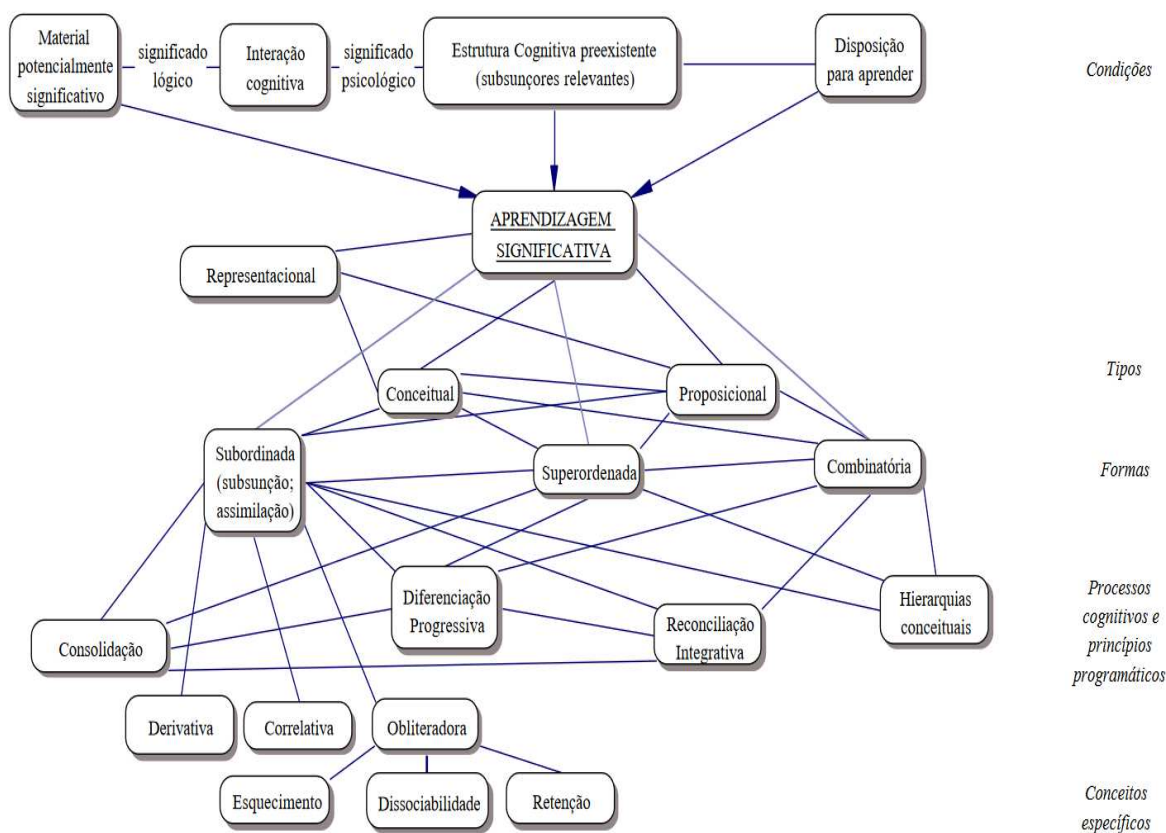 Material
potencialmente
significativo
significado
lógico
Interação
cognitiva
significado
psicológico
Estrutura Cognitiva preexistente
(subsunçores relevantes)
Disposição
para aprender
Condições
APRENDIZAGEM
SIGNIFICATIVA
Representacional
Tipos
Conceitual
Proposicional
Subordinada
(subsunção;
assimilação)
Superordenada
Combinatória
Formas
Consolidação
Diferenciação
Progressiva
Reconciliação
Integrativa
Hierarquias
conceituais
Processos
cognitivos e
princípios
programáticos
Derivativa
Correlativa
Obliteradora
Esquecimento
Dissociabilidade
Retenção
Conceitos
específicos